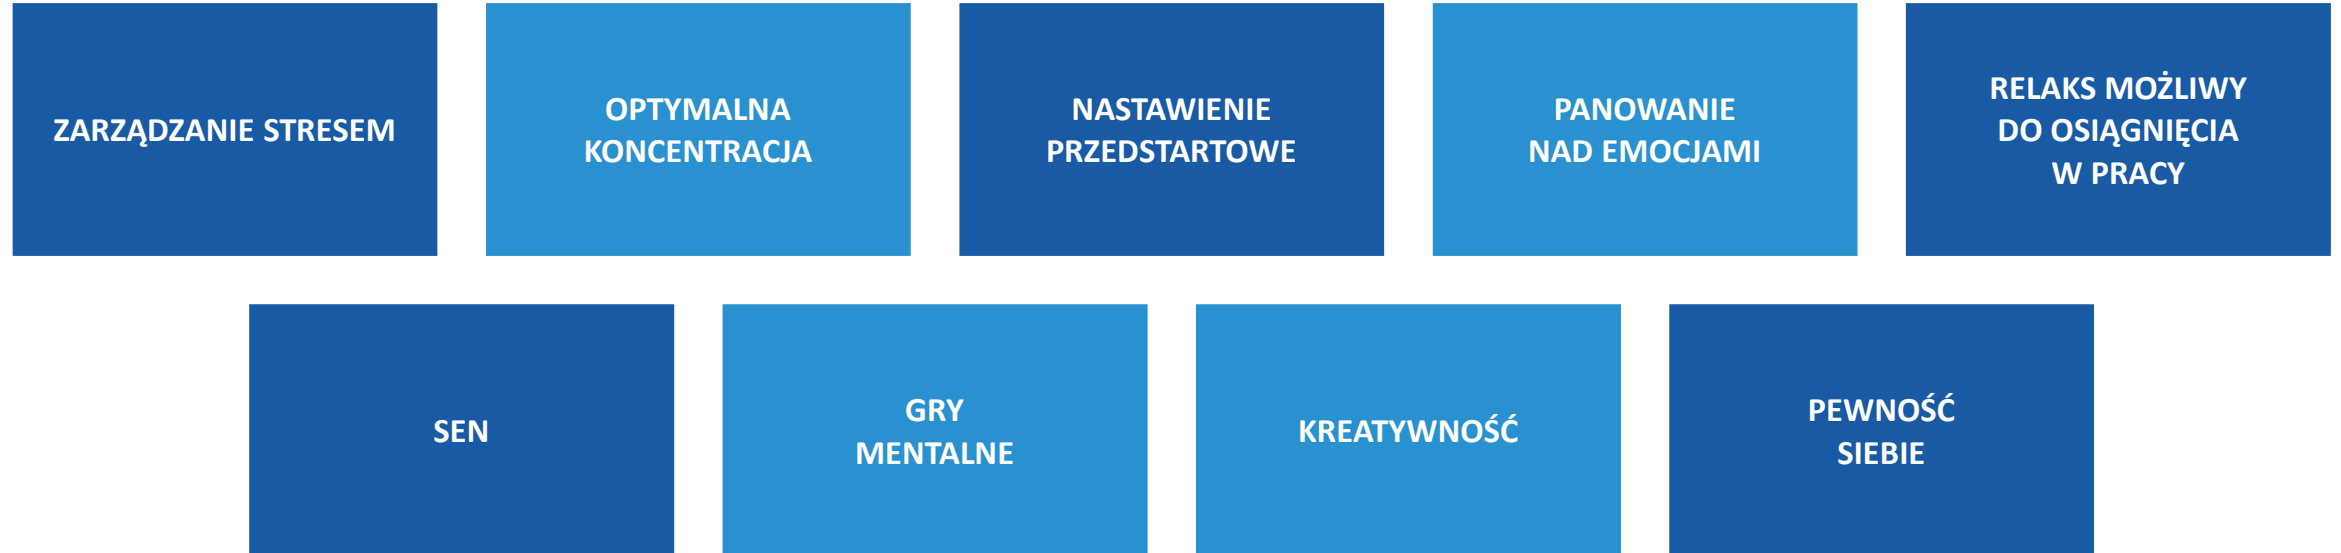 ZARZĄDZANIE STRESEM
OPTYMALNA
KONCENTRACJA
NASTAWIENIE
PRZEDSTARTOWE
PANOWANIE
NAD EMOCJAMI
RELAKS MOŻLIWY
DO OSIĄGNIĘCIA
W PRACY
SEN
GRY
MENTALNE
KREATYWNOŚĆ
PEWNOŚĆ
SIEBIE